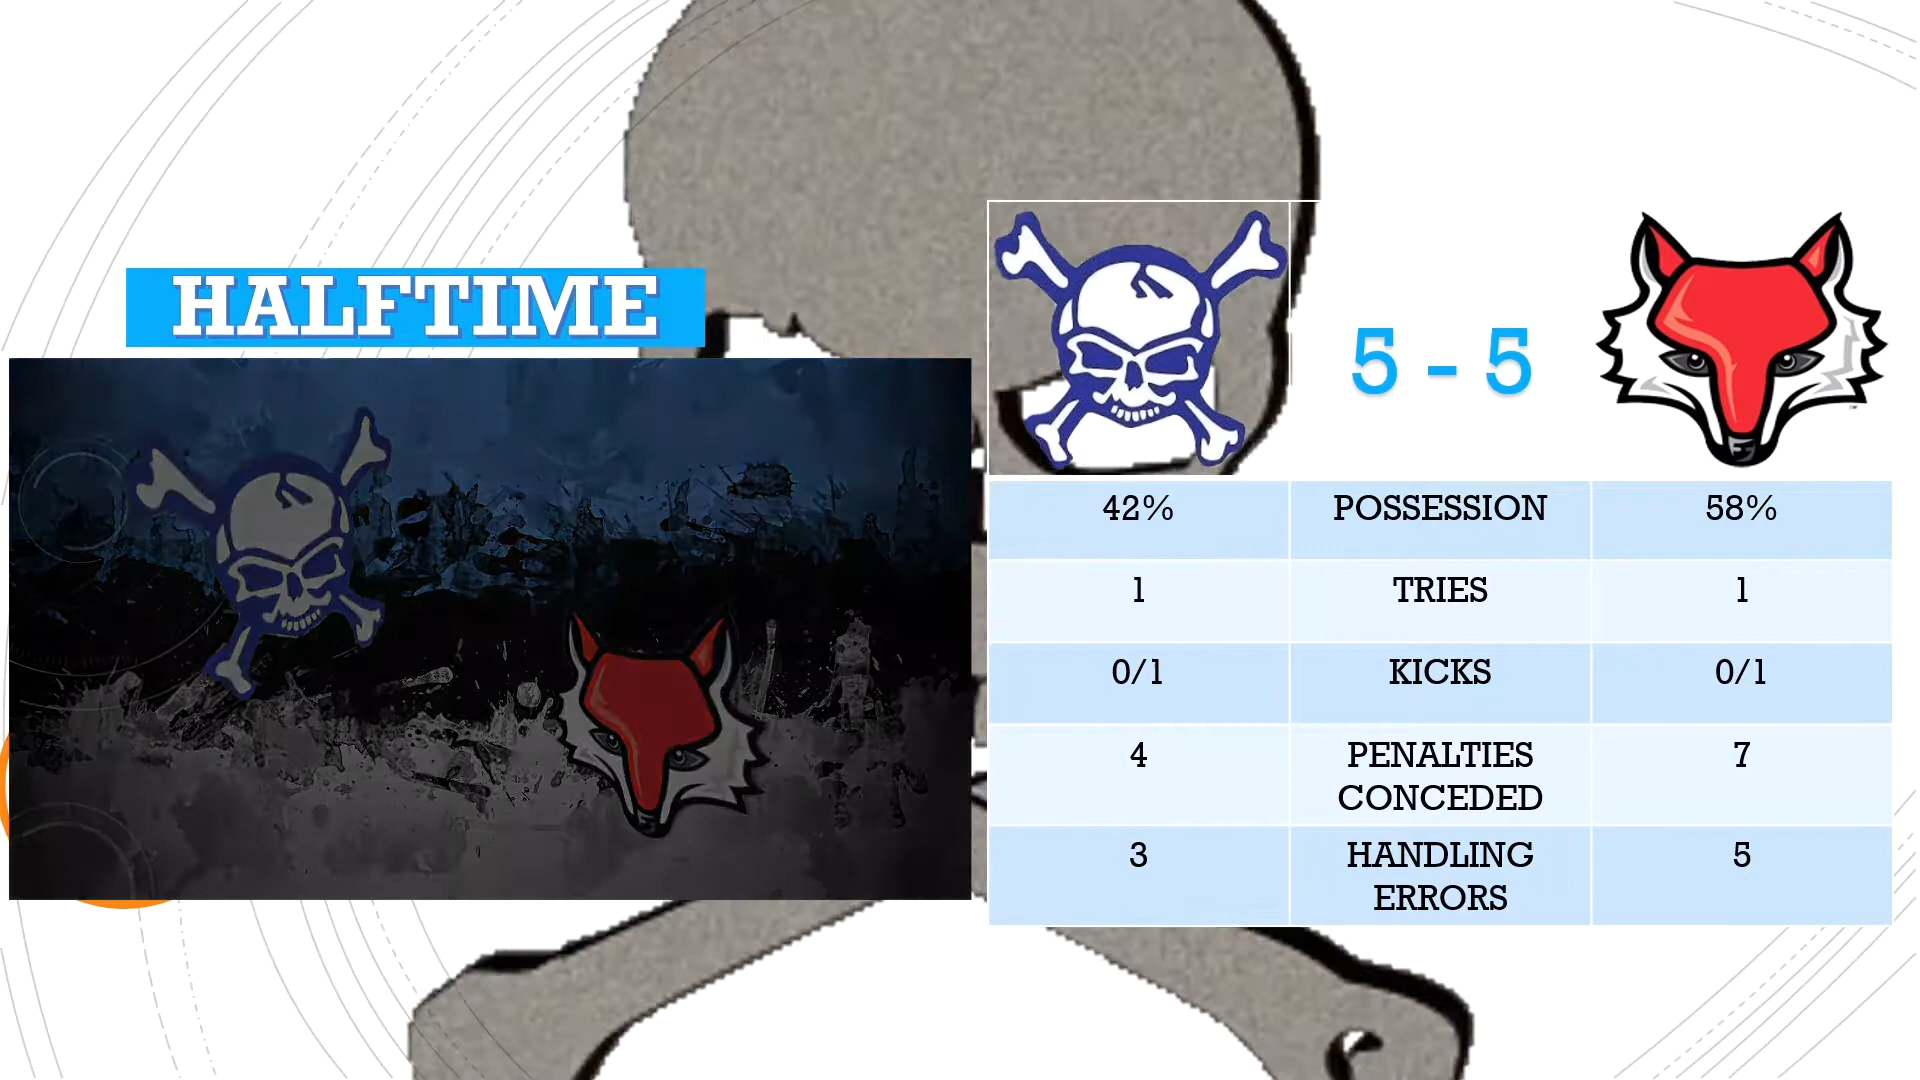 HALFTIME
5 - 5
42% POSSESSION 58%
1 TRIES 1
0/1 KICKS 0/1
4 PENALTIES 7
CONCEDED
3 HANDLING 5
ERRORS